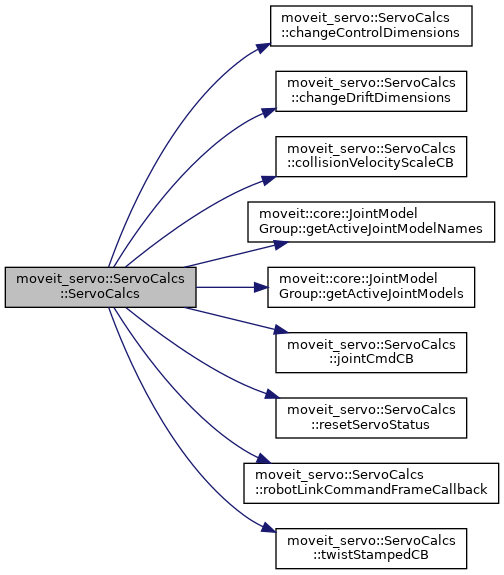 moveit_servo::ServoCalcs
::changeControlDimensions
moveit_servo::ServoCalcs
::changeDriftDimensions
moveit_servo::ServoCalcs
::collisionVelocityScaleCB
moveit::core::JointModel
Group::getActiveJointModelNames
moveit_servo::ServoCalcs
::ServoCalcs
moveit::core::JointModel
Group::getActiveJointModels
moveit_servo::ServoCalcs
::jointCmdCB
moveit_servo::ServoCalcs
::resetServoStatus
moveit_servo::ServoCalcs
::robotLinkCommandFrameCallback
moveit_servo::ServoCalcs
::twistStampedCB